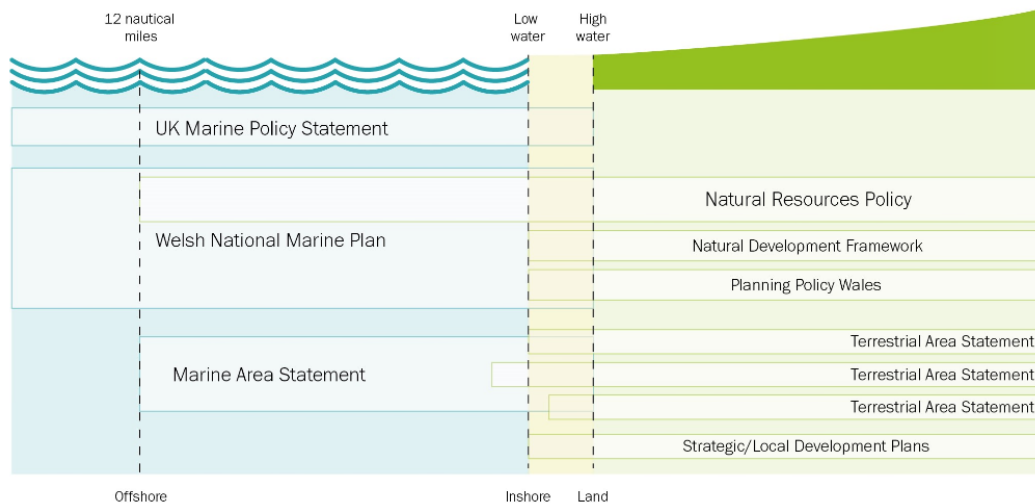 12 nautical
miles
Low
water
High
water
UK Marine Policy Statement
Natural Resources Policy
Welsh National Marine Plan
Natural Development Framework
Planning Policy Wales
Terrestrial Area Statement
Marine Area Statement
Terrestrial Area Statement
Terrestrial Area Statement
Strategic/Local Development Plans
Offshore
Inshore
Land